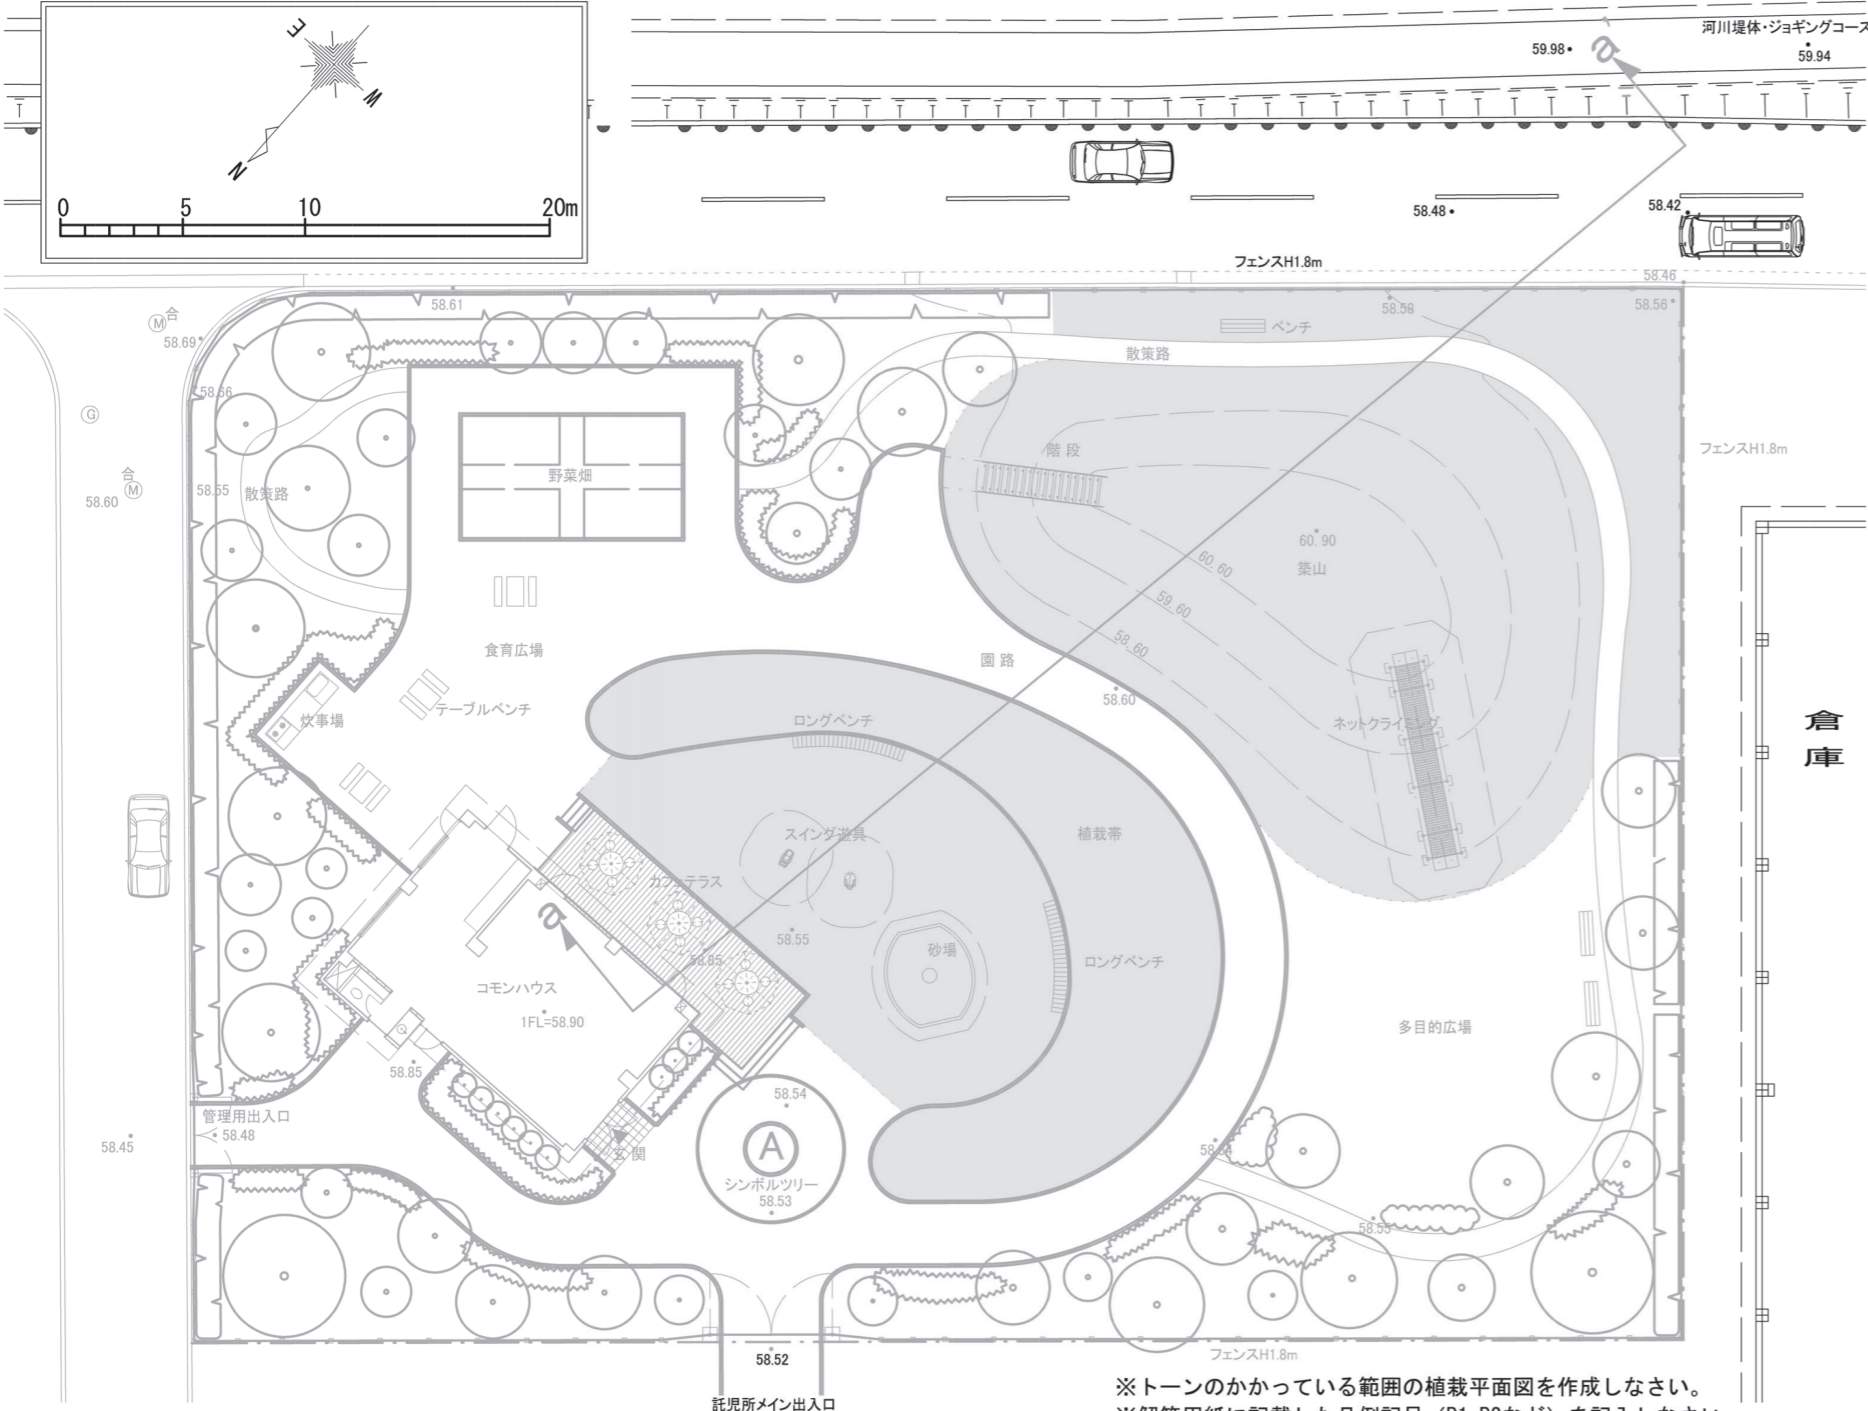 河川堤体・ジョギングコース
59.98
a'
59.94
E
W
N
0 5 10 20m
58.48
58.42
フェンスH1.8m
58.46
58.61
58.56
58.56
ベンチ
合
M
58.69
散策路
58.66
G
階段
フェンスH1.8m
合
M
58.60
58.55
散策路
野菜畑
60.90
築山
60.60
59.60
58.60
食育広場
園路
58.60
テーブルベンチ
炊事場
ロングベンチ
ネットクライミング
倉庫
スイング遊具
植栽帯
カフェテラス
a
58.55
砂場
58.85
ロングベンチ
コモンハウス
1FL=58.90
多目的広場
58.85
58.54
管理用出入口
58.48
58.45
A
玄関
シンボルツリー
58.53
58.55
58.52
フェンスH1.8m
託児所メイン出入口
※トーンのかかっている範囲の植栽平面図を作成しなさい。